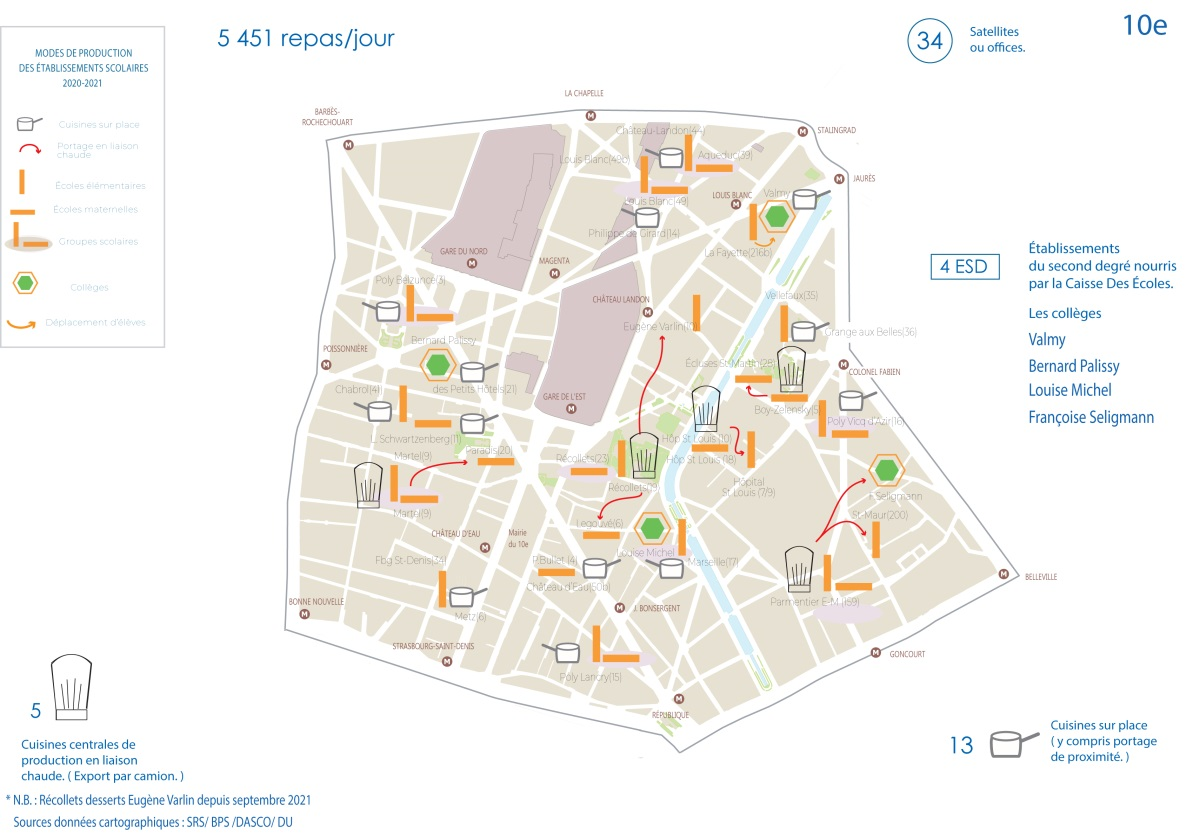 5 451 repas/jour
34
Satellites
ou offices.
10e
MODES DE PRODUCTION
DES ÉTABLISSEMENTS SCOLAIRES
2020-2021
Cuisines sur place
Portage en liaison
chaude
Écoles élémentaires
Écoles maternelles
Groupes scolaires
Collèges
Déplacement d'élèves
LA CHAPELLE
BARBÈS-
ROCHECHOUART
STALINGRAD
Château-Landon(44)
Louis Blanc(49b)
Aqueduc(39)
JAURÈS
LOUIS BLANC
Valmy
Louis Blanc(49)
Philippe de Girard(14)
La Fayette(216b)
GARE DU NORD
MAGENTA
4 ESD
Établissements
du second degré nourris
par la Caisse Des Écoles.
Les collèges
Valmy
Bernard Palissy
Louise Michel
Françoise Seligmann
Poly Belzunce(3)
CHÂTEAU LANDON
Vellefaux(35)
Eugène Varlin(10)
Grange aux Belles(36)
Bernard Palissy
POISSONNIÈRE
Écluses St-Martin(28)
COLONEL FABIEN
Chabrol(41)
des Petits Hôtels(21)
GARE DE L'EST
Boy-Zelensky(5)
Poly Vicq d'Azir(16)
L. Schwartzenberg(11)
Paradis(20)
Hôp St Louis (10)
Martel(9)
Récollets(23)
Hôp St Louis (18)
Hôpital
St Louis (7/9)
Récollets(19)
F.Seligmann
Martel(9)
Legouvé(6)
St-Maur(200)
CHÂTEAU D'EAU
Mairie
du 10e
Louise Michel
Fbg St-Denis(34)
P.Bullet (4)
Marseille(17)
Château d'Eau(50b)
BELLEVILLE
BONNE NOUVELLE
Metz(6)
J. BONSERGENT
Parmentier E-M (159)
STRASBOURG-SAINT-DENIS
GONCOURT
Poly Lancry(15)
RÉPUBLIQUE
5
Cuisines centrales de
production en liaison
chaude. ( Export par camion. )
13
Cuisines sur place
( y compris portage
de proximité. )
* N.B. : Récollets desserts Eugène Varlin depuis septembre 2021
Sources données cartographiques : SRS/ BPS /DASCO/ DU